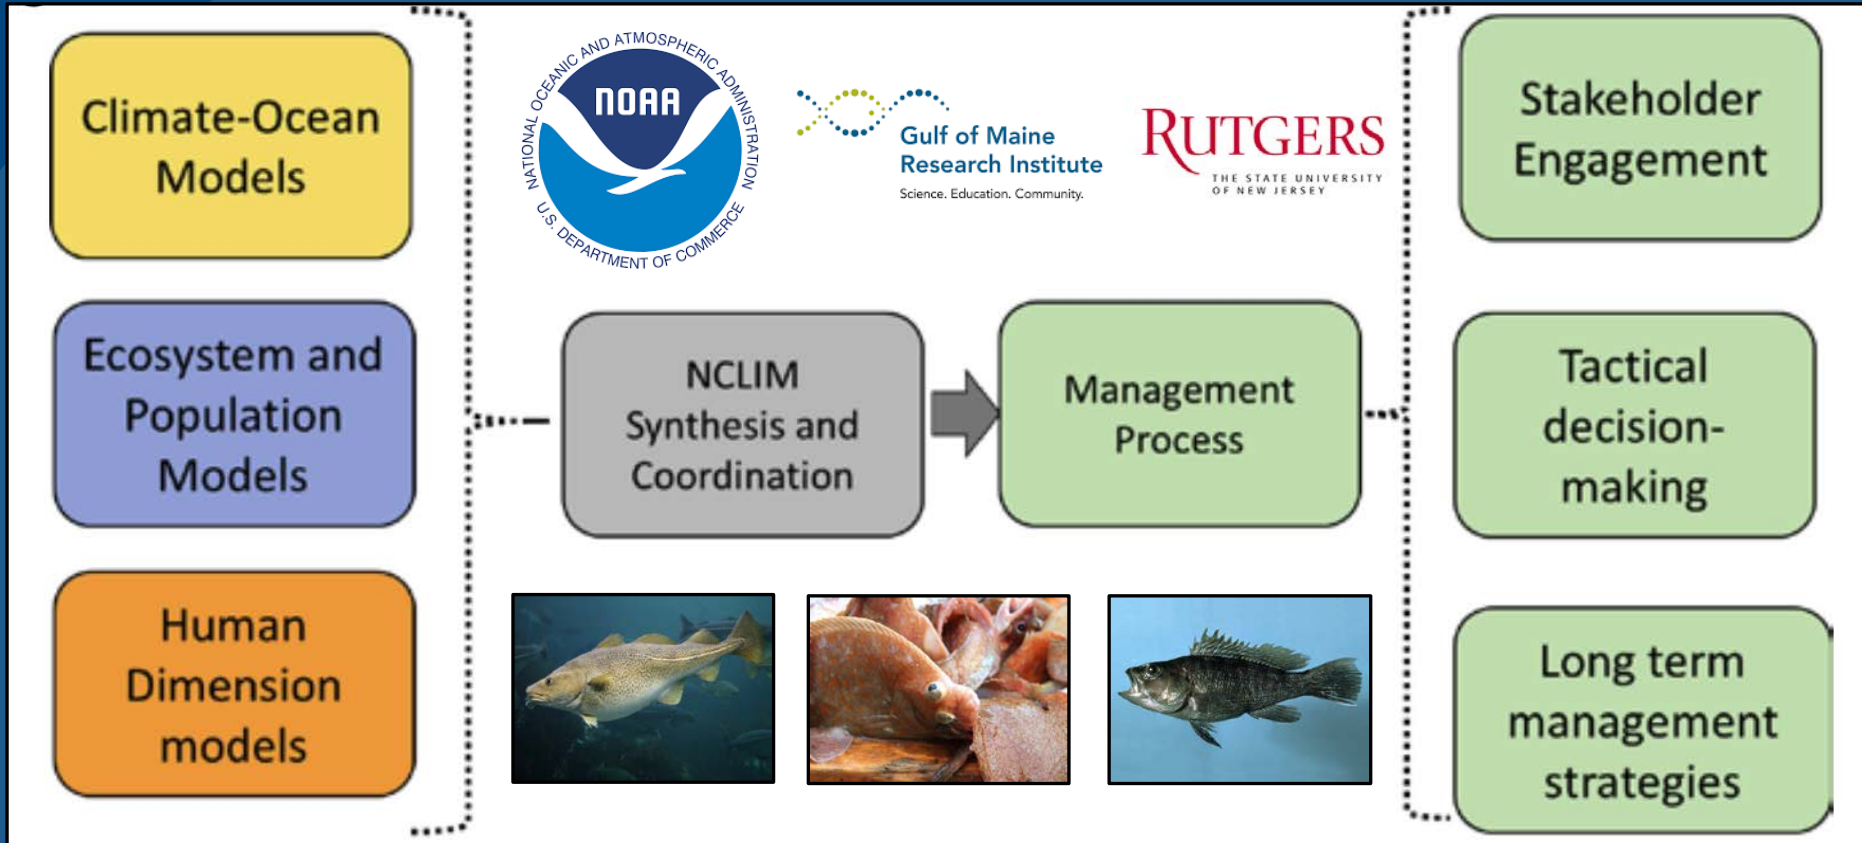 Climate-Ocean
Models
Ecosystem and
Population
Models
Human
Dimension
models
NATIONAL OCEANIC AND ATMOSPHERIC ADMINISTRATION
NOAA
U.S. DEPARTMENT OF COMMERCE
Gulf of Maine
Research Institute
Science. Education. Community.
RUTGERS
THE STATE UNIVERSITY
OF NEW JERSEY
NCLIM
Synthesis and
Coordination
Management
Process
Stakeholder
Engagement
Tactical
decision-
making
Long term
management
strategies